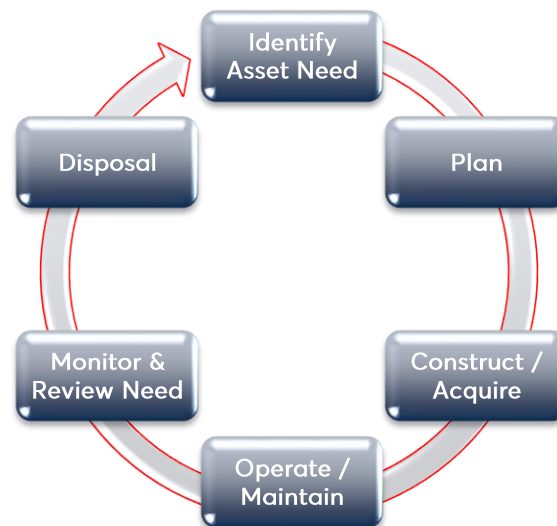 Identify
Asset Need
Plan
Construct /
Acquire
Operate /
Maintain
Monitor &
Review Need
Disposal